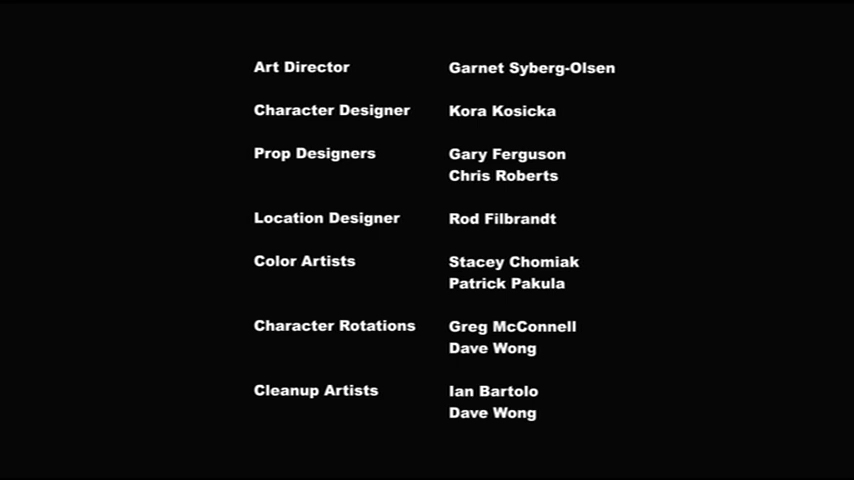 Art Director Garnet Syberg-Olsen
Character Designer Kora Kosicka
Prop Designers Gary Ferguson
Chris Roberts
Location Designer Rod Filbrandt
Color Artists Stacey Chomiak
Patrick Pakula
Character Rotations Greg McConnell
Dave Wong
Cleanup Artists Ian Bartolo
Dave Wong